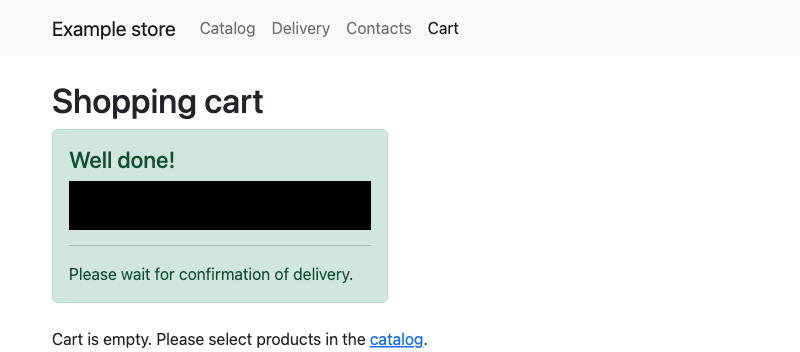 Example store Catalog Delivery Contacts Cart
Shopping cart
Well done!
Please wait for confirmation of delivery.
Cart is empty. Please select products in the catalog.